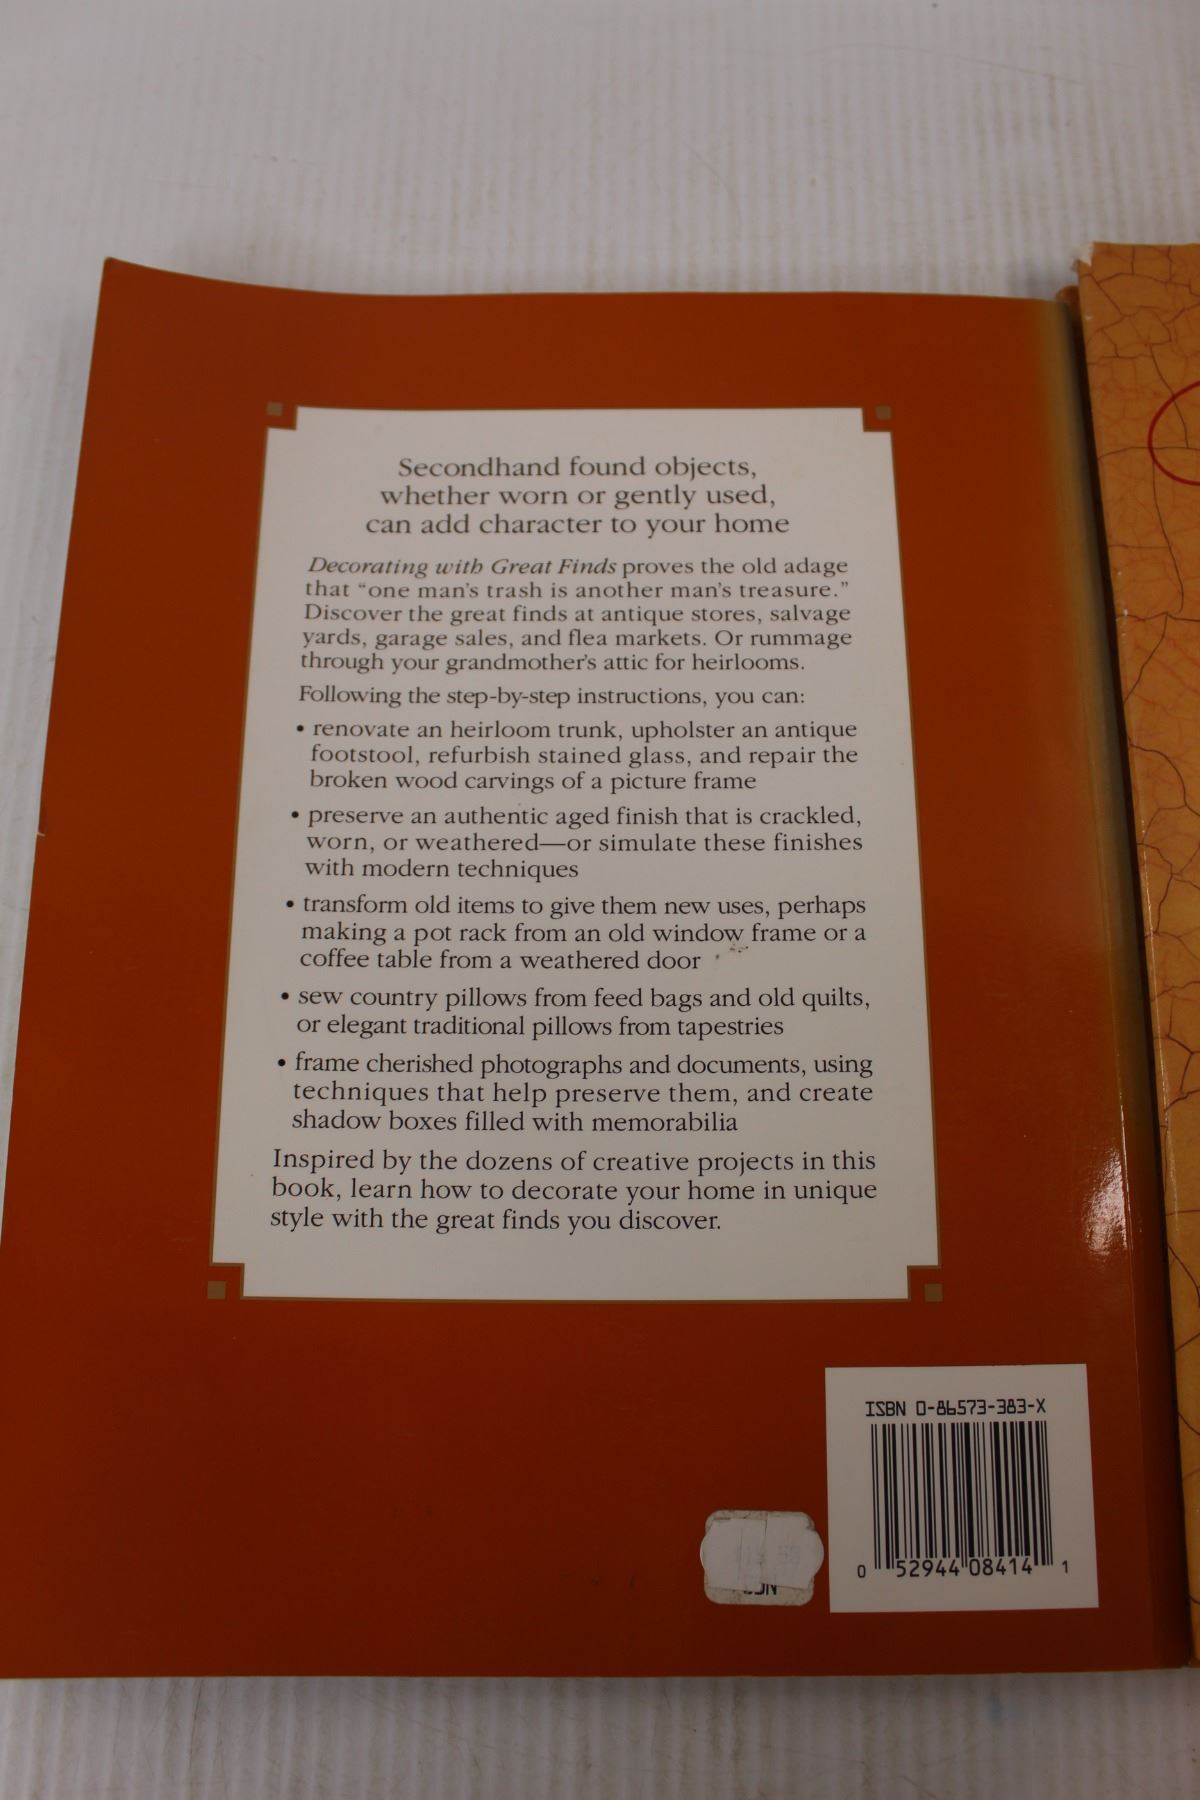 Secondhand found objects,
whether worn or gently used,
can add character to your home
Decorating with Great Finds proves the old adage
that “one man's trash is another man's treasure.”
Discover the great finds at antique stores, salvage
yards, garage sales, and flea markets. Or rummage
through your grandmother's attic for heirlooms.
Following the step-by-step instructions, you can:
• renovate an heirloom trunk, upholster an antique
footstool, refurbish stained glass, and repair the
broken wood carvings of a picture frame
• preserve an authentic aged finish that is crackled,
worn, or weathered—or simulate these finishes
with modern techniques
• transform old items to give them new uses, perhaps
making a pot rack from an old window frame or a
coffee table from a weathered door
• sew country pillows from feed bags and old quilts,
or elegant traditional pillows from tapestries
• frame cherished photographs and documents, using
techniques that help preserve them, and create
shadow boxes filled with memorabilia
Inspired by the dozens of creative projects in this
book, learn how to decorate your home in unique
style with the great finds you discover.
ISBN 0-86573-383-X
0 52944 08414 1